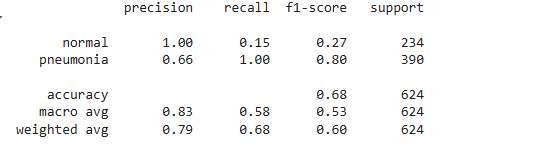 precision recall f1-score support
normal 1.00 0.15 0.27 234
pneumonia 0.66 1.00 0.80 390
accuracy 0.68 624
macro avg 0.83 0.58 0.53 624
weighted avg 0.79 0.68 0.60 624